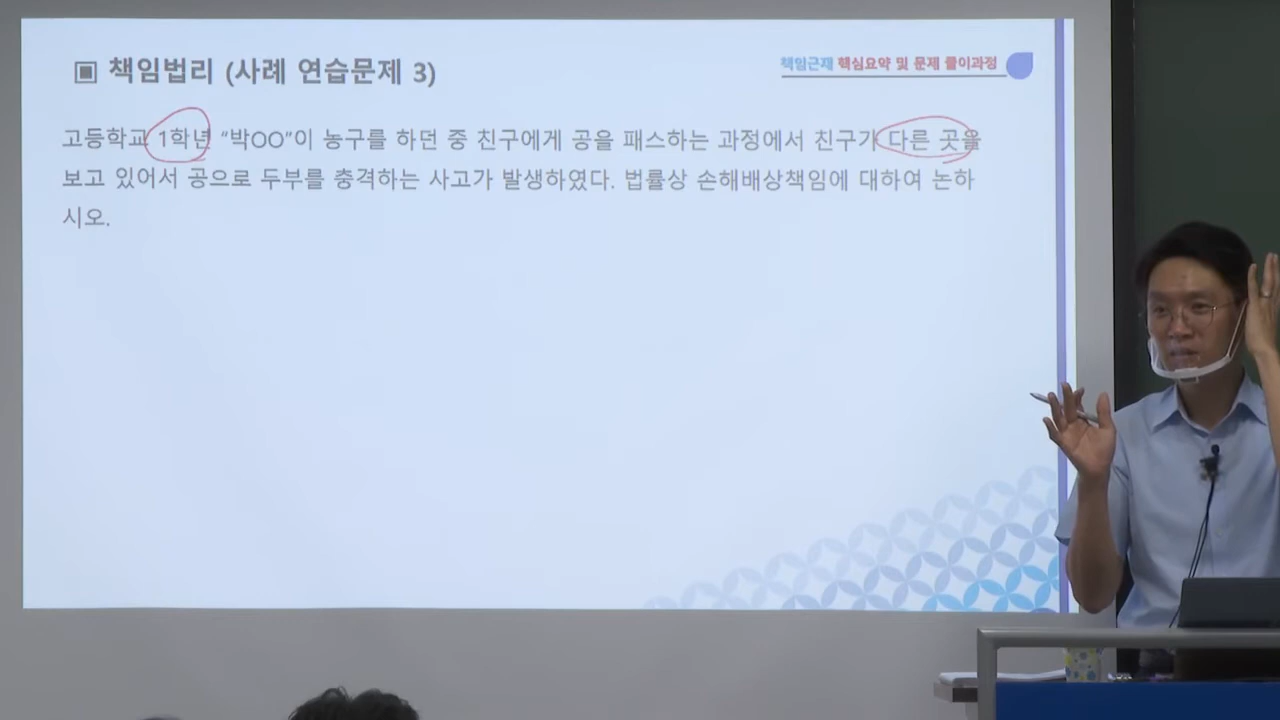 ▣ 책임법리 (사례 연습문제 3)
책임근재 핵심요약 및 문제 풀이과정
고등학교 1학년 “박OO”이 농구를 하던 중 친구에게 공을 패스하는 과정에서 친구가 다른 곳을
보고 있어서 공으로 두부를 충격하는 사고가 발생하였다. 법률상 손해배상책임에 대하여 논하
시오.